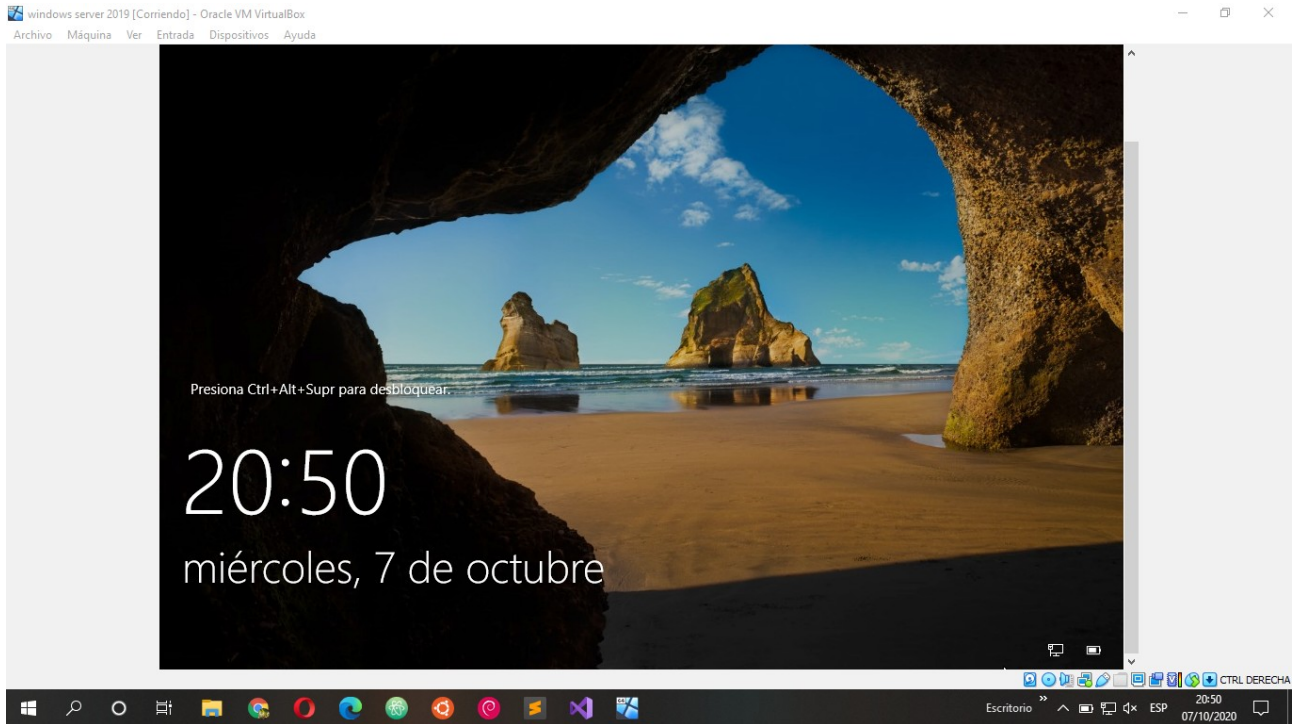 windows server 2019 [Corriendo] - Oracle VM VirtualBox
Archivo Máquina Ver Entrada Dispositivos Ayuda
Presiona Ctrl+Alt+Supr para desbloquear.
20:50
miércoles, 7 de octubre
CTRL DERECHA
Escritorio » ESP 20:50
07/10/2020